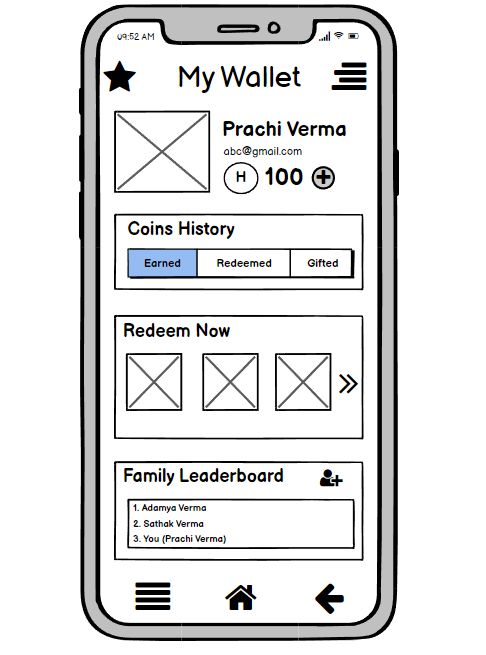 09:52 AM
My Wallet
Prachi Verma
abc@gmail.com
H 100
Coins History
Earned Redeemed Gifted
Redeem Now
Family Leaderboard
1. Adamya Verma
2. Sathak Verma
3. You (Prachi Verma)